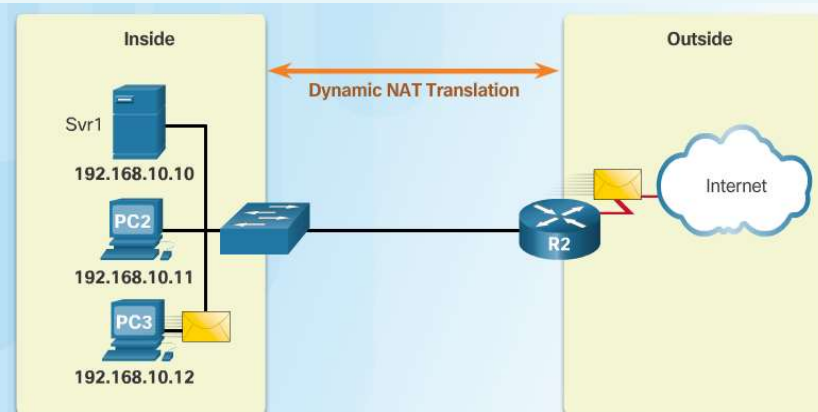 Inside
Outside
Dynamic NAT Translation
Svr1
192.168.10.10
PC2
192.168.10.11
PC3
192.168.10.12
R2
Internet